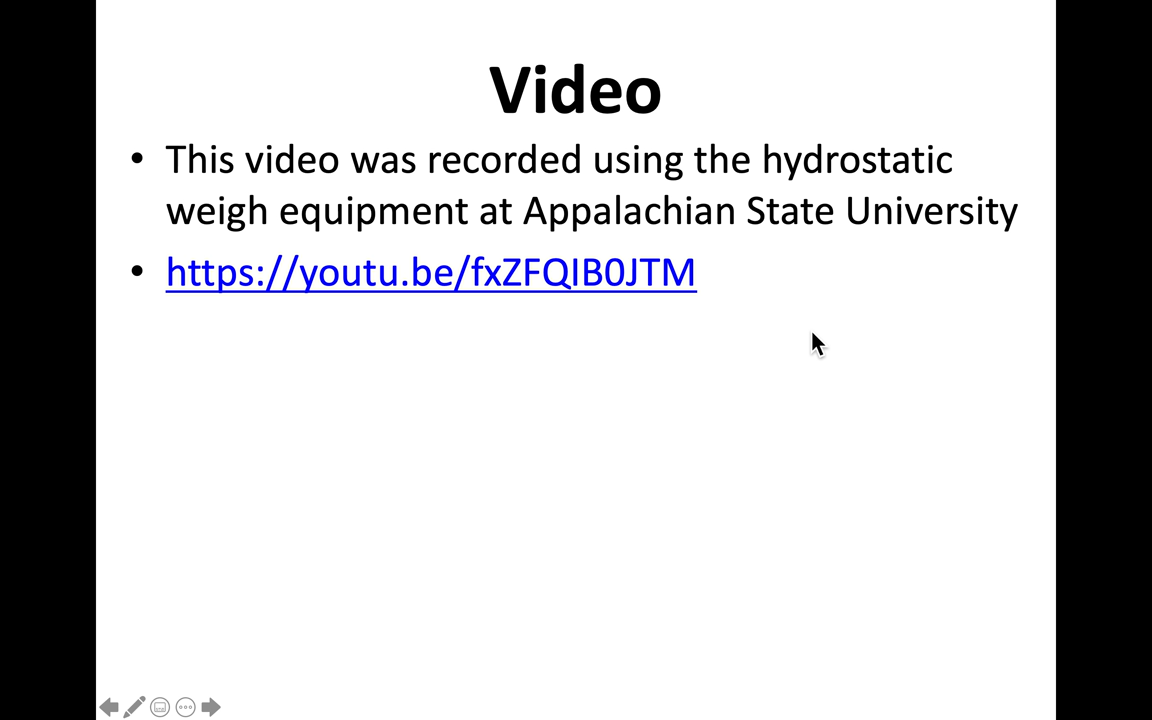 Video
• This video was recorded using the hydrostatic
weigh equipment at Appalachian State University
• https://youtu.be/fxZFQIB0JTM